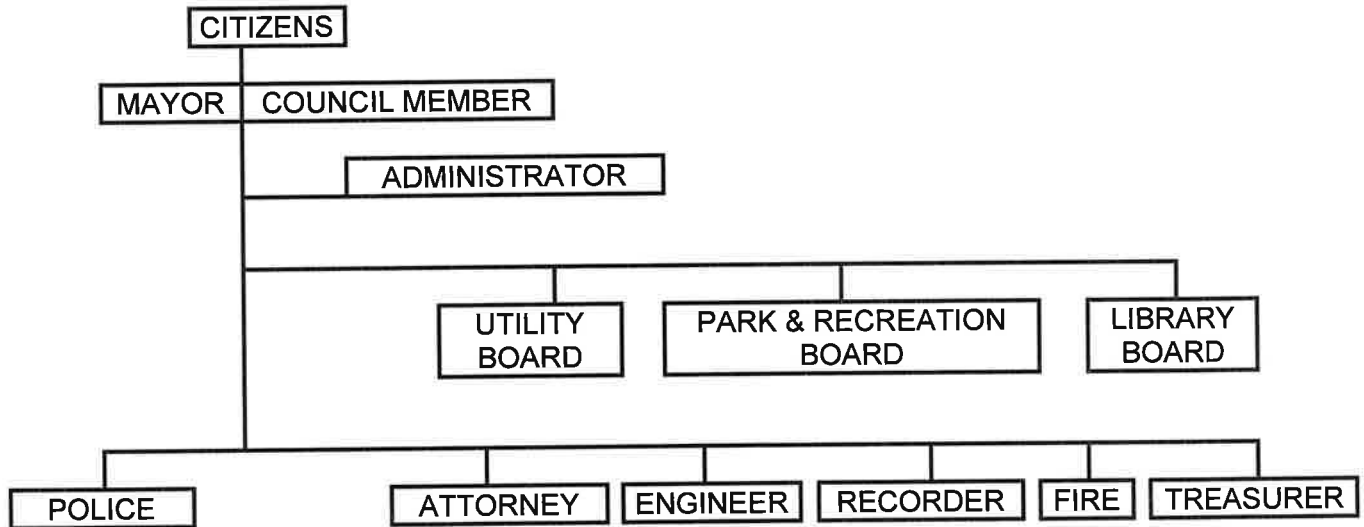 CITIZENS
MAYOR
COUNCIL MEMBER
ADMINISTRATOR
UTILITY
BOARD
PARK & RECREATION
BOARD
LIBRARY
BOARD
POLICE
ATTORNEY
ENGINEER
RECORDER
FIRE
TREASURER